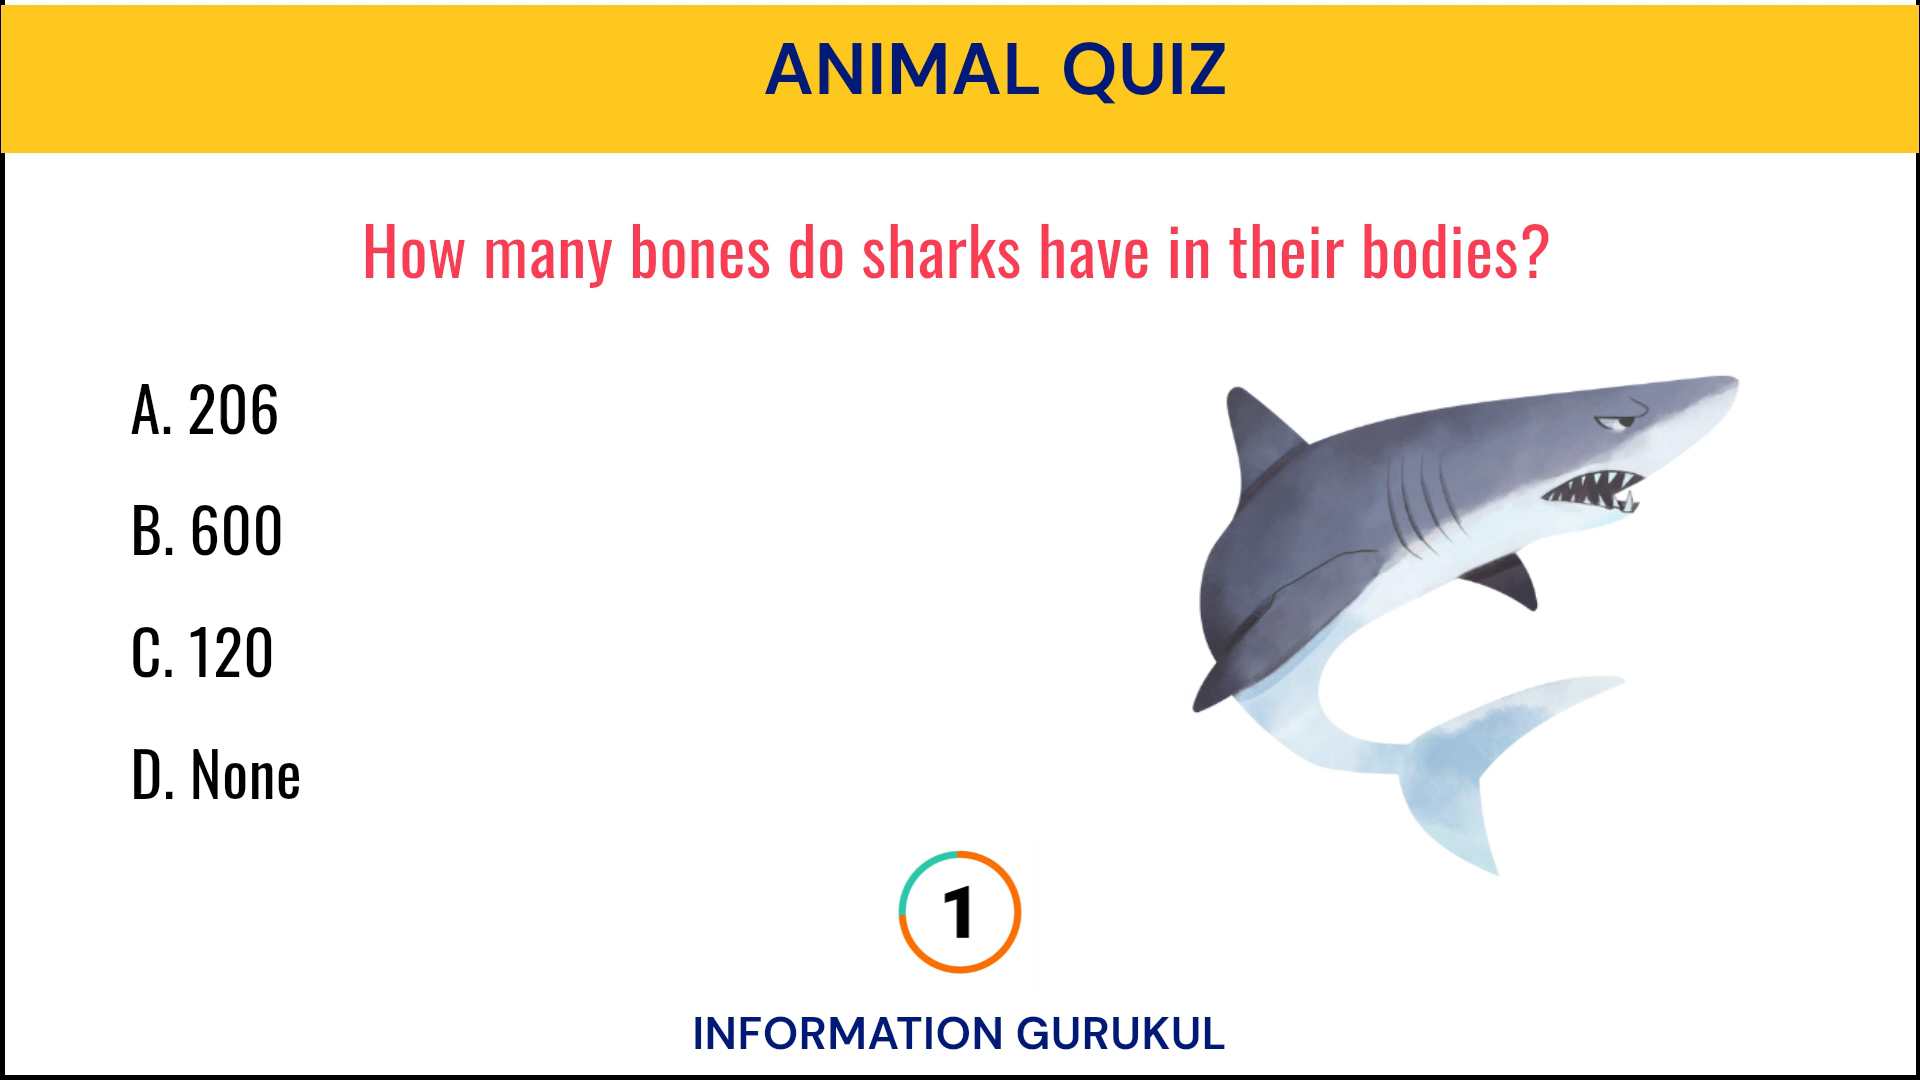 ANIMAL QUIZ
How many bones do sharks have in their bodies?
A. 206
B. 600
C. 120
D. None
1
INFORMATION GURUKUL